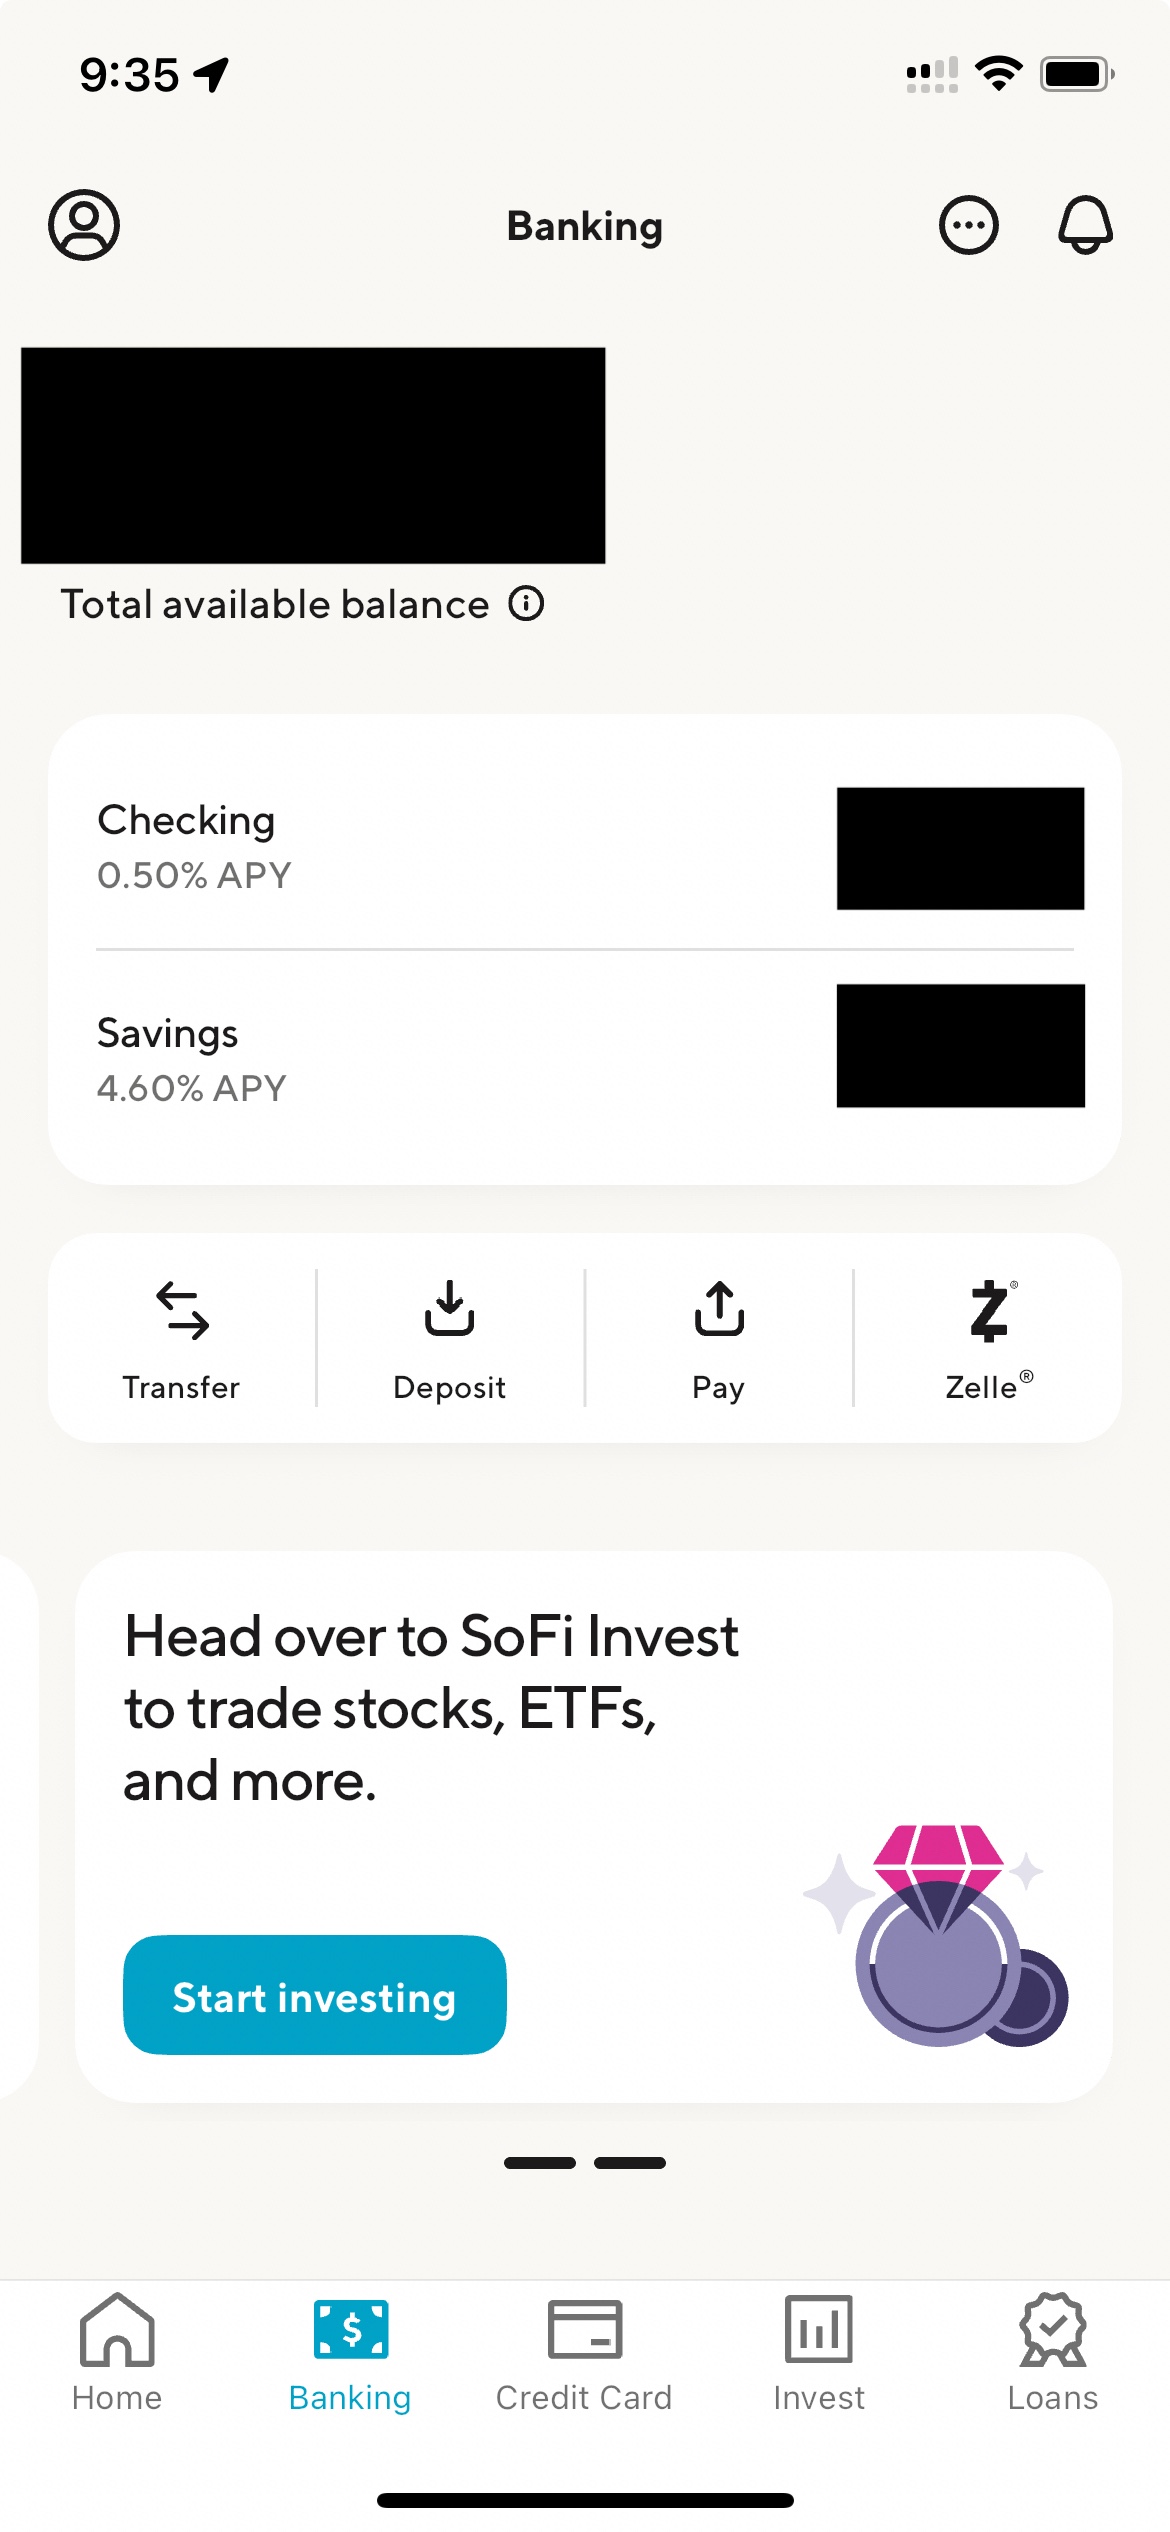 9:35
Banking
Total available balance
Checking
0.50% APY
Savings
4.60% APY
Transfer
Deposit
Pay
Zelle®
Head over to SoFi Invest
to trade stocks, ETFs,
and more.
Start investing
Home
Banking
Credit Card
Invest
Loans